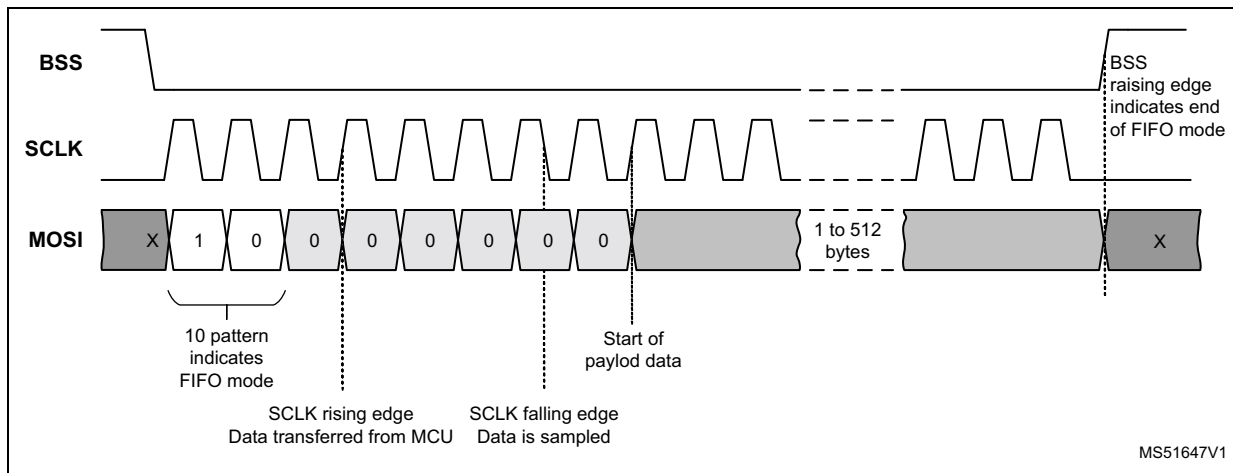 BSS
BSS
raising edge
indicates end
of FIFO mode
SCLK
MOSI
X 1 0 0 0 0 0 0 0
1 to 512
bytes
X
10 pattern
indicates
FIFO mode
Start of
paylod data
SCLK rising edge
Data transferred from MCU
SCLK falling edge
Data is sampled
MS51647V1